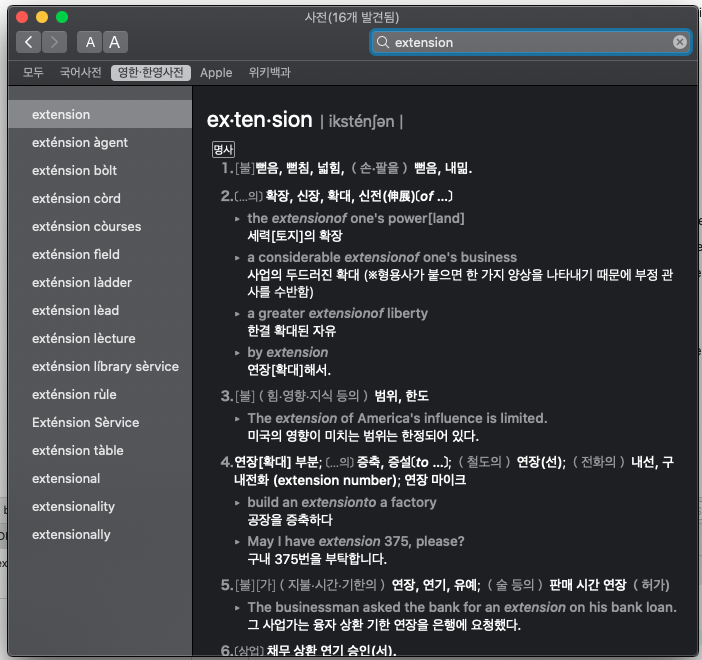 사전(16개 발견됨)
A A extension
모두 국어사전 영한·한영사전 Apple 위키백과
extension
exténsion àgent
exténsion bòlt
exténsion còrd
exténsion còurses
exténsion fìeld
exténsion làdder
exténsion lèad
exténsion lècture
exténsion líbrary sèrvice
exténsion rùle
Exténsion Sèrvice
exténsion tàble
extensional
extensionality
extensionally
ex·ten·sion | iksténʃən |
명사
1.[불]뻗음, 뻗침, 넓힘, (손·팔을) 뻗음, 내밂.
2.〔…의〕 확장, 신장, 확대, 신전(伸展)〔of …〕
▸ the extensionof one's power[land]
세력[토지]의 확장
▸ a considerable extensionof one's business
사업의 두드러진 확대 (※형용사가 붙으면 한 가지 양상을 나타내기 때문에 부정 관
사를 수반함)
▸ a greater extensionof liberty
한결 확대된 자유
▸ by extension
연장[확대]해서.
3.[불] (힘·영향·지식 등의) 범위, 한도
▸ The extension of America's influence is limited.
미국의 영향이 미치는 범위는 한정되어 있다.
4.연장[확대] 부분; 〔…의〕 증축, 증설〔to …〕; (철도의) 연장(선); (전화의) 내선, 구
내전화 (extension number); 연장 마이크
▸ build an extensionto a factory
공장을 증축하다
▸ May I have extension 375, please?
구내 375번을 부탁합니다.
5.[불][가] (지불·시간·기한의) 연장, 연기, 유예; (술 등의) 판매 시간 연장 (허가)
▸ The businessman asked the bank for an extension on his bank loan.
그 사업가는 융자 상환 기한 연장을 은행에 요청했다.
6.[상업] 채무 상환 연기 승인(서).